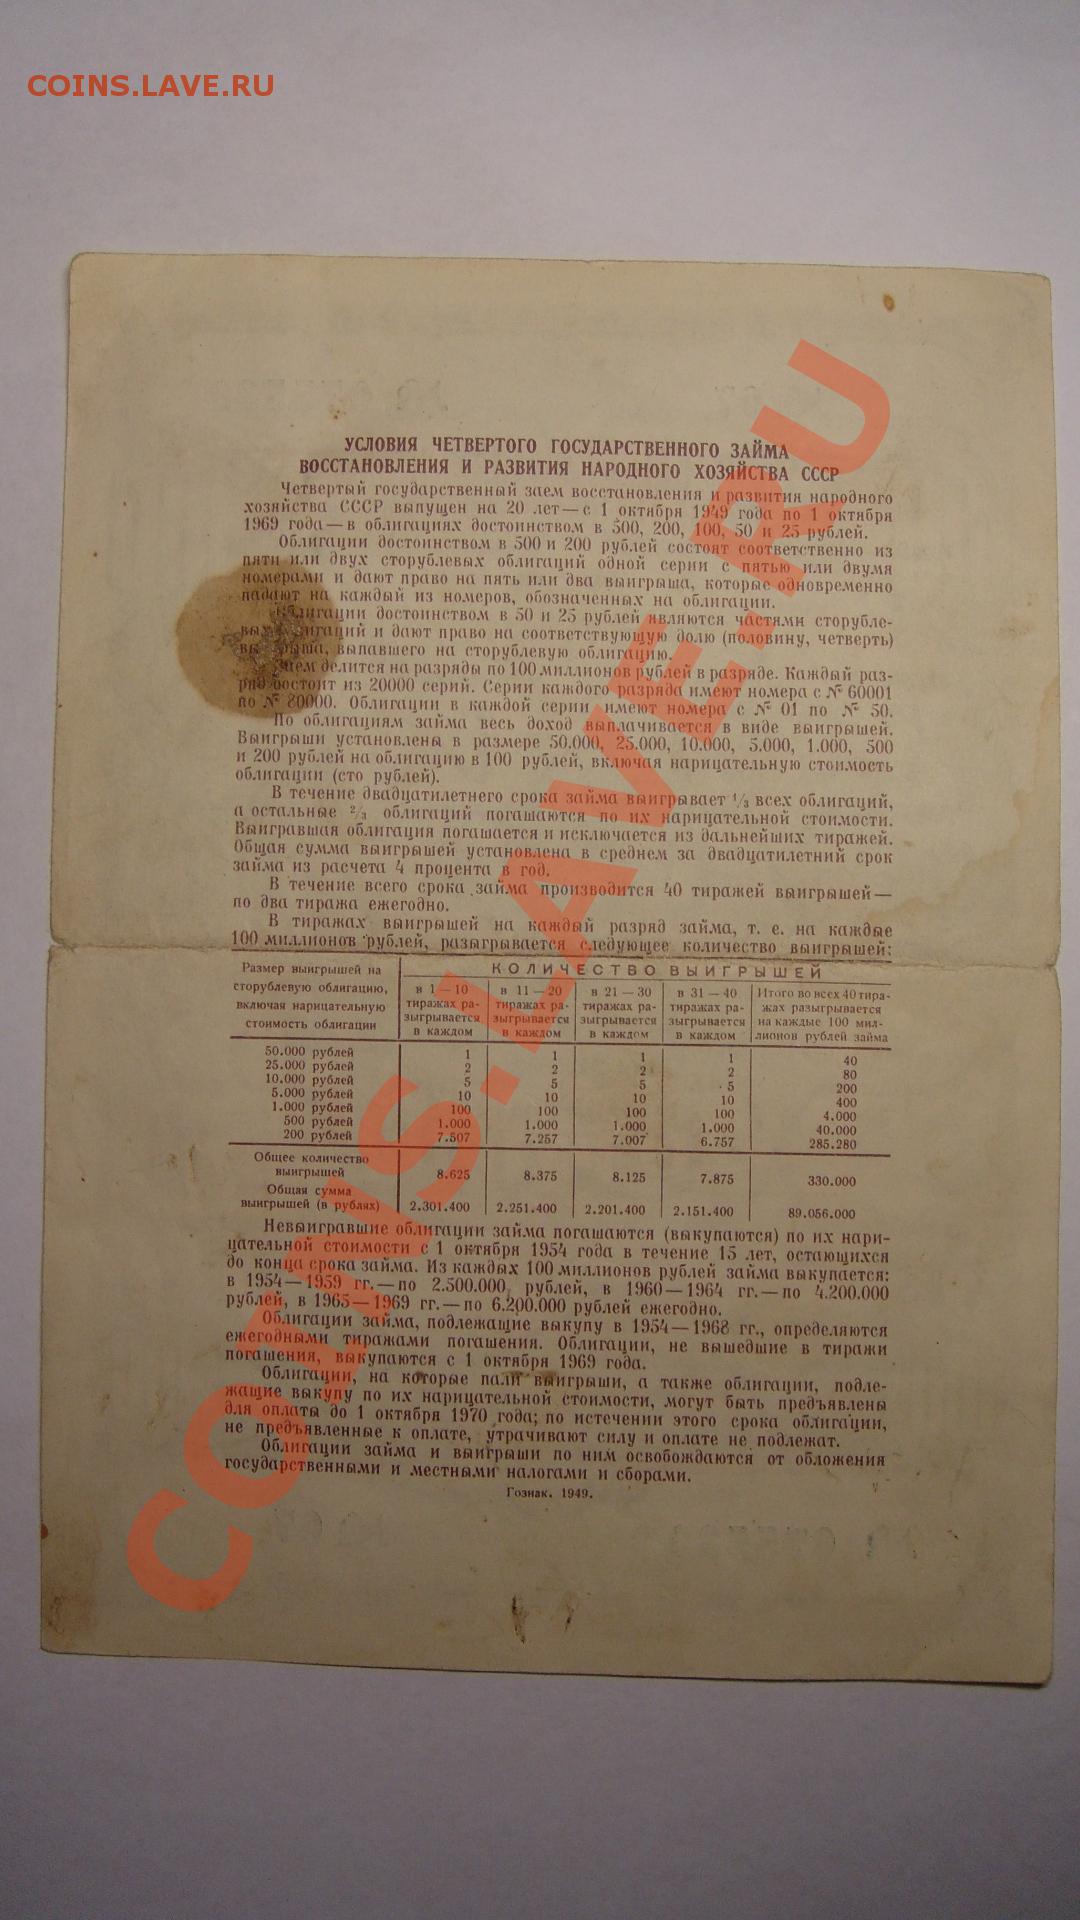 COINS.LAVE.RU
УСЛОВИЯ ЧЕТВЕРТОГО ГОСУДАРСТВЕННОГО ЗАЙМА
ВОССТАНОВЛЕНИЯ И РАЗВИТИЯ НАРОДНОГО ХОЗЯЙСТВА СССР
Четвертый государственный заем восстановления и развития народного
хозяйства СССР выпущен на 20 лет—с 1 октября 1949 года по 1 октября
1969 года—в облигациях достоинством в 500, 200, 100, 50 и 25 рублей.
Облигации достоинством в 500 и 200 рублей состоят соответственно из
пяти или двух сторублевых облигаций одной серии с пятью или двумя
номерами и дают право на пять или два выигрыша, которые одновременно
падают на каждый из номеров, обозначенных на облигации.
Облигации достоинством в 50 и 25 рублей являются частями сторубле-
вых облигаций и дают право на соответствующую долю (половину, четверть)
выигрыша, выпавшего на сторублевую облигацию.
Заем делится на разряды по 100 миллионов рублей в разряде. Каждый раз-
ряд состоит из 20000 серий. Серии каждого разряда имеют номера с № 60001
по № 80000. Облигации в каждой серии имеют номера с № 01 по № 50.
По облигациям займа весь доход выплачивается в виде выигрышей.
Выигрыши установлены в размере 50.000, 25.000, 10.000, 5.000, 1.000, 500
и 200 рублей на облигацию в 100 рублей, включая нарицательную стоимость
облигации (сто рублей).
В течение двадцатилетнего срока займа выигрывает 1/3 всех облигаций,
а остальные 2/3 облигаций погашаются по их нарицательной стоимости.
Выигравшая облигация погашается и исключается из дальнейших тиражей.
Общая сумма выигрышей установлена в среднем за двадцатилетний срок
займа из расчета 4 процента в год.
В течение всего срока займа производится 40 тиражей выигрышей—
по два тиража ежегодно.
В тиражах выигрышей на каждый разряд займа, т. е. на каждые
100 миллионов рублей, разыгрывается следующее количество выигрышей:
Размер выигрышей на
сторублевую облигацию,
включая нарицательную
стоимость облигации
КОЛИЧЕСТВО ВЫИГРЫШЕЙ
в 1—10
тиражах ра-
зыгрывается
в каждом
в 11—20
тиражах ра-
зыгрывается
в каждом
в 21—30
тиражах ра-
зыгрывается
в каждом
в 31—40
тиражах ра-
зыгрывается
в каждом
Итого во всех 40 тира-
жах разыгрывается
на каждые 100 мил-
лионов рублей займа
50.000 рублей 1 1 1 1 40
25.000 рублей 2 2 2 2 80
10.000 рублей 5 5 5 5 200
5.000 рублей 10 10 10 10 400
1.000 рублей 100 100 100 100 4.000
500 рублей 1.000 1.000 1.000 1.000 40.000
200 рублей 7.507 7.257 7.007 6.757 285.280
Общее количество
выигрышей 8.625 8.375 8.125 7.875 330.000
Общая сумма
выигрышей (в рублях) 2.301.400 2.251.400 2.201.400 2.151.400 89.056.000
Невыигравшие облигации займа погашаются (выкупаются) по их нари-
цательной стоимости с 1 октября 1954 года в течение 15 лет, остающихся
до конца срока займа. Из каждых 100 миллионов рублей займа выкупается:
в 1954—1959 гг.—по 2.500.000 рублей, в 1960—1964 гг.—по 4.200.000
рублей, в 1965—1969 гг.—по 6.200.000 рублей ежегодно.
Облигации займа, подлежащие выкупу в 1954—1968 гг., определяются
ежегодными тиражами погашения. Облигации, не вышедшие в тиражи
погашения, выкупаются с 1 октября 1969 года.
Облигации, на которые пали выигрыши, а также облигации, подле-
жащие выкупу по их нарицательной стоимости, могут быть предъявлены
для оплаты до 1 октября 1970 года; по истечении этого срока облигации,
не предъявленные к оплате, утрачивают силу и оплате не подлежат.
Облигации займа и выигрыши по ним освобождаются от обложения
государственными и местными налогами и сборами.
Гознак. 1949.
COINS.LAVE.RU